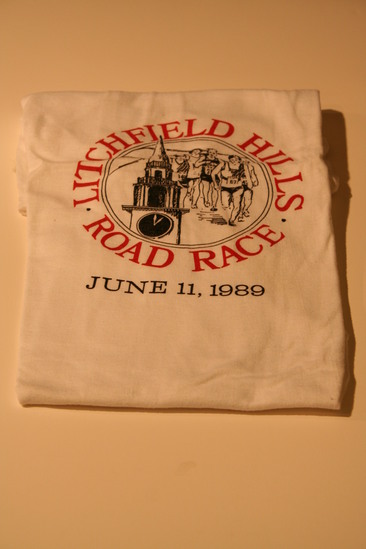 LITCHFIELD HILLS
ROAD RACE
JUNE 11, 1989